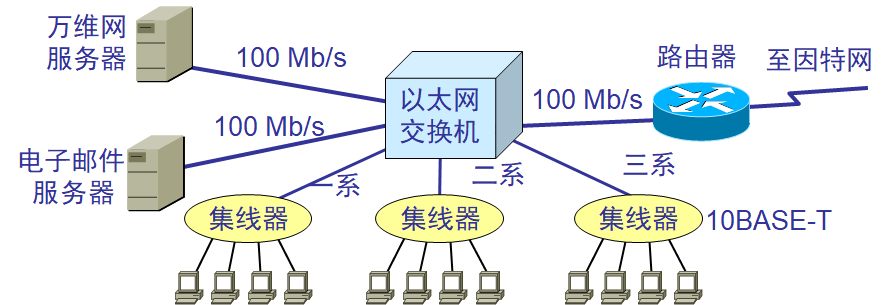 万维网
服务器
100 Mb/s
路由器
至因特网
以太网
交换机
100 Mb/s
100 Mb/s
电子邮件
服务器
一系
二系
三系
集线器
集线器
集线器
10BASE-T